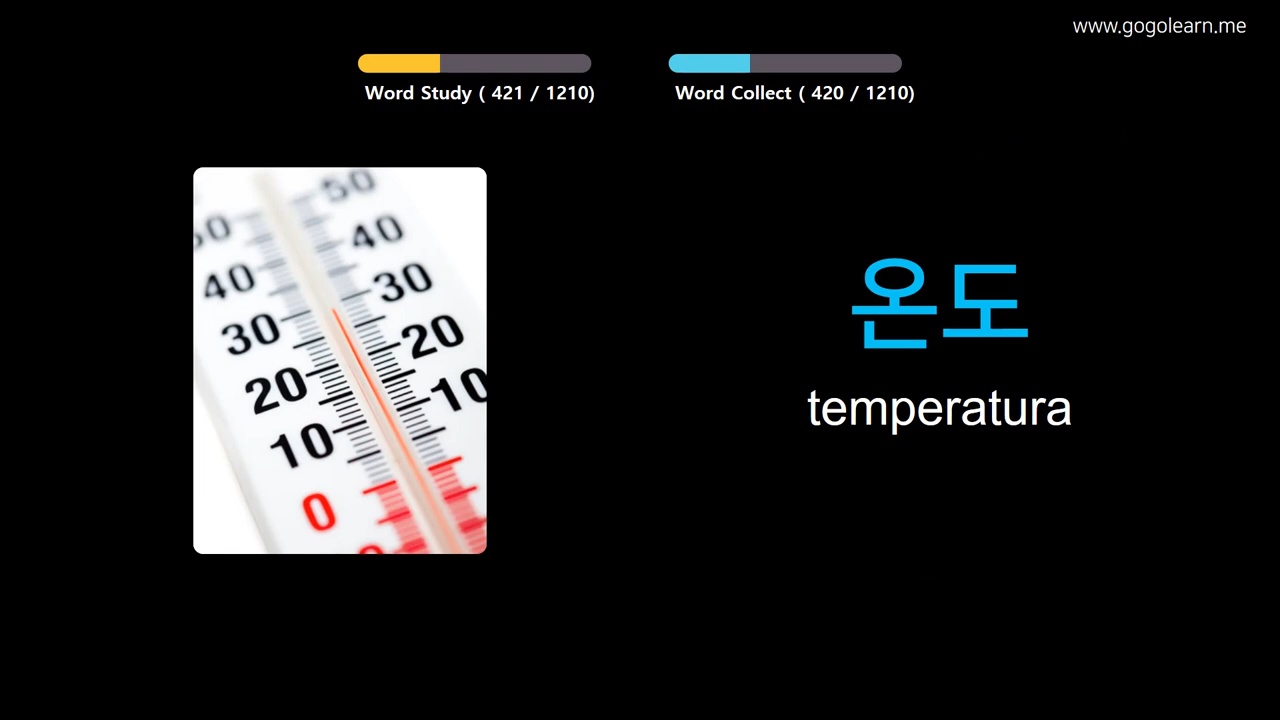 www.gogolearn.me
Word Study ( 421 / 1210)
Word Collect ( 420 / 1210)
50
50
40
40
30
30
20
20
10
10
0
온도
temperatura